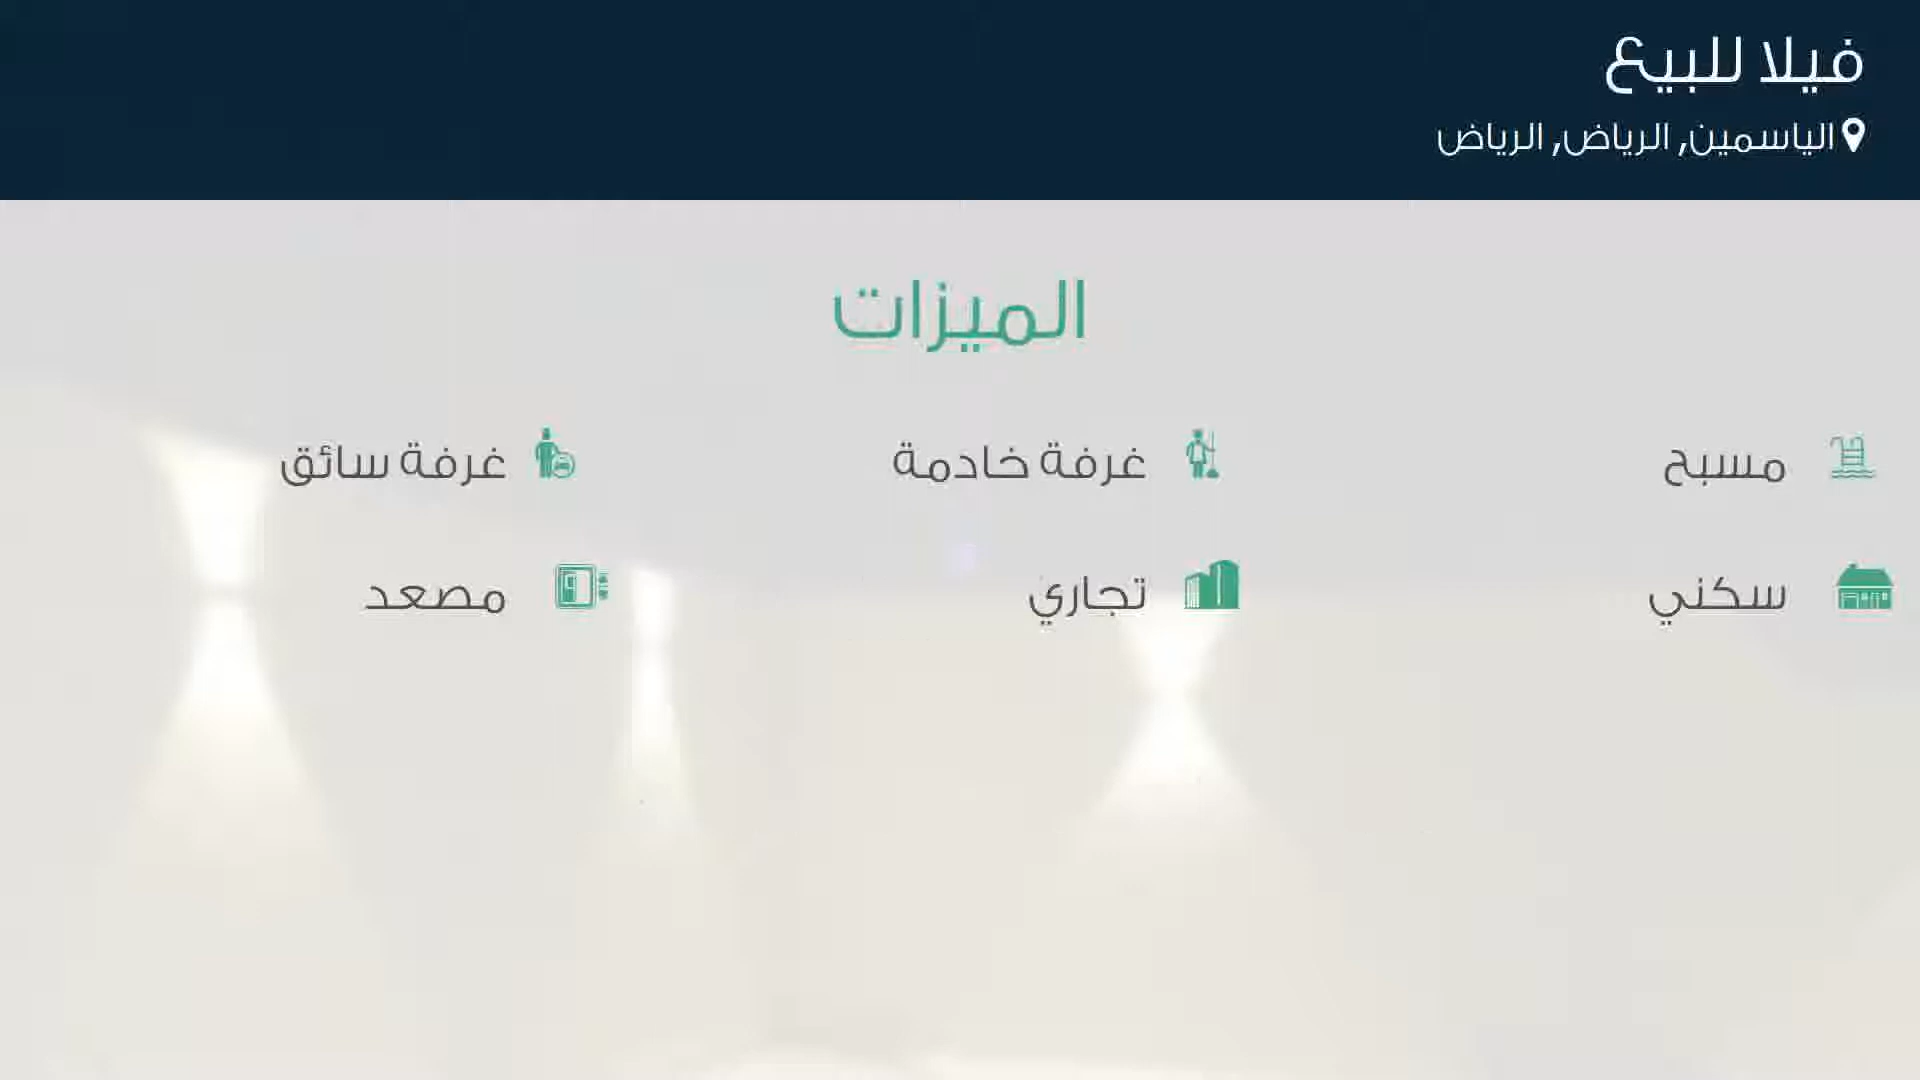 فيلا للبيع
الياسمين, الرياض, الرياض
الميزات
مسبح
غرفة خادمة
غرفة سائق
سكني
تجاري
مصعد